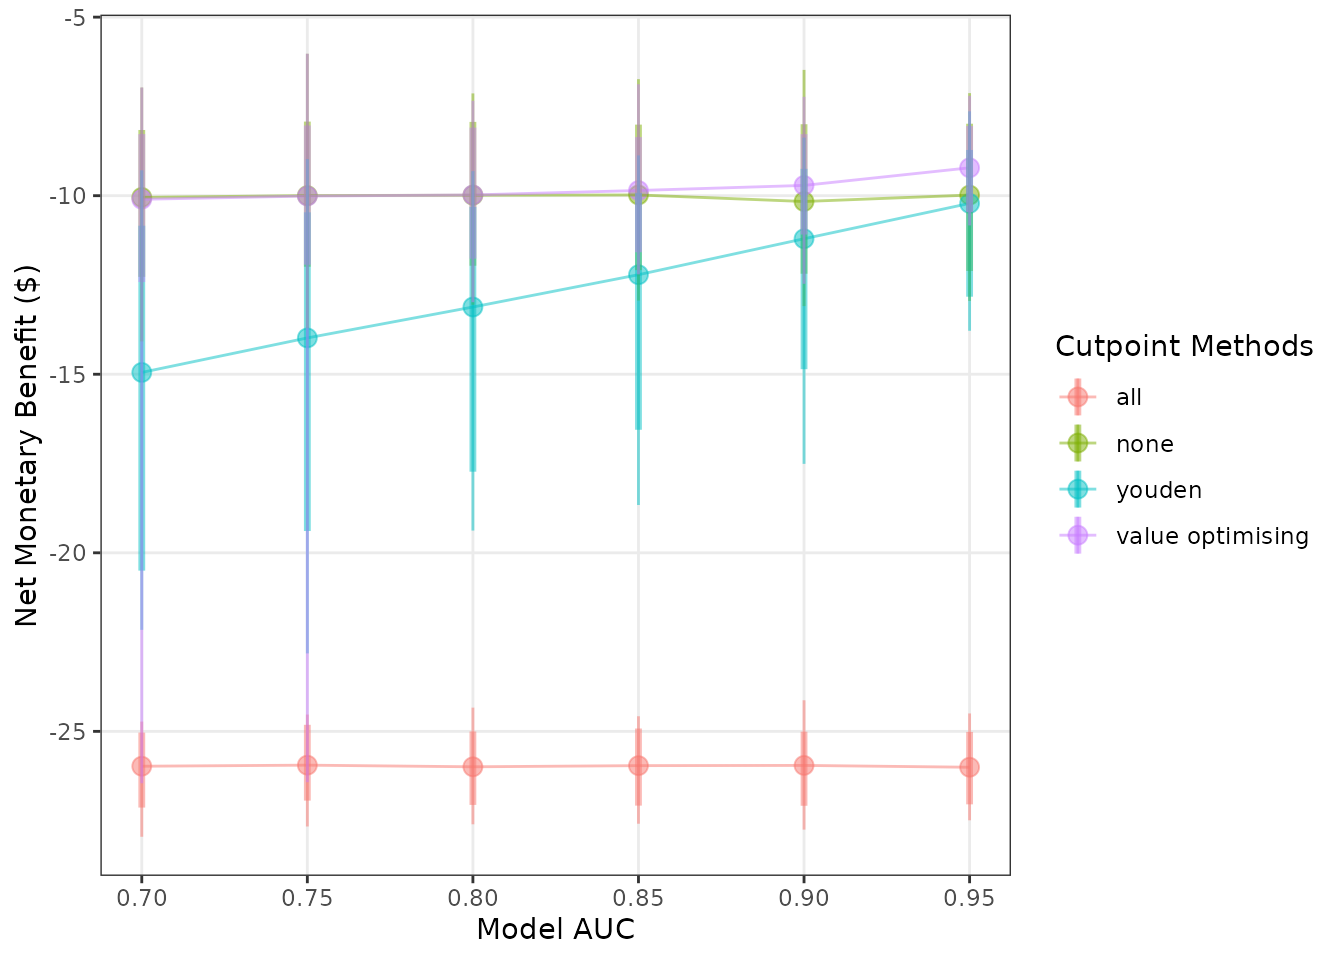 -5
-10
-15
-20
-25
Net Monetary Benefit ($)
0.70 0.75 0.80 0.85 0.90 0.95
Model AUC
Cutpoint Methods
all
none
youden
value optimising